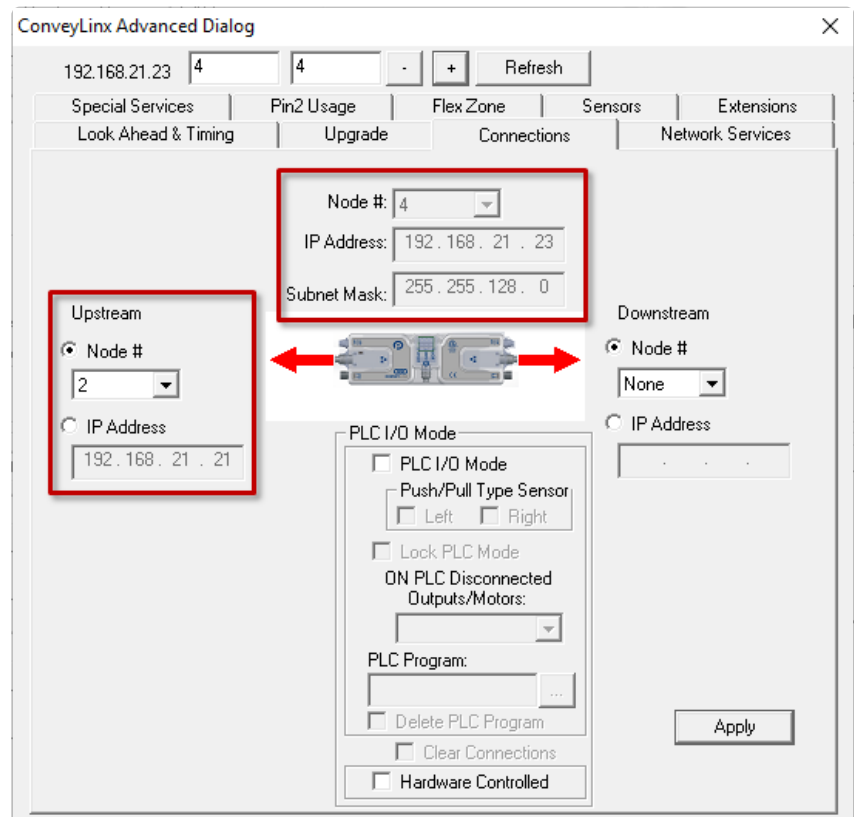 ConveyLinx Advanced Dialog
192.168.21.23 4 4 - + Refresh
Special Services Pin2 Usage Flex Zone Sensors Extensions
Look Ahead & Timing Upgrade Connections Network Services
Node #: 4
IP Address: 192 . 168 . 21 . 23
Subnet Mask: 255 . 255 . 128 . 0
Upstream
Node #
2
IP Address
192 . 168 . 21 . 21
Downstream
Node #
None
IP Address
. . .
PLC I/O Mode
PLC I/O Mode
Push/Pull Type Sensor
Left Right
Lock PLC Mode
ON PLC Disconnected
Outputs/Motors:
PLC Program:
...
Delete PLC Program
Clear Connections
Hardware Controlled
Apply